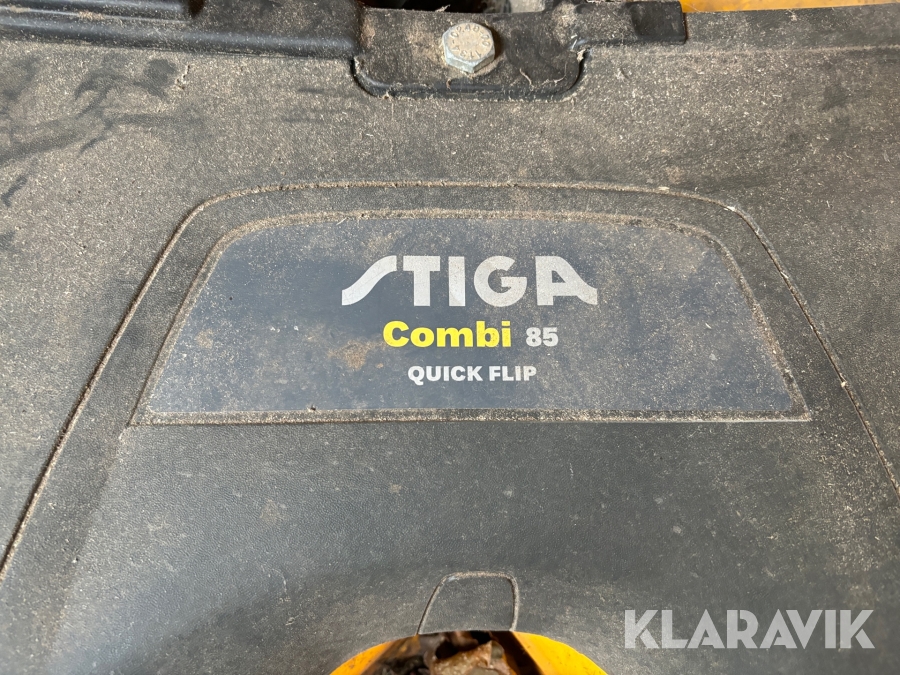 STIGA
Combi 85
QUICK FLIP
KLARAVIK